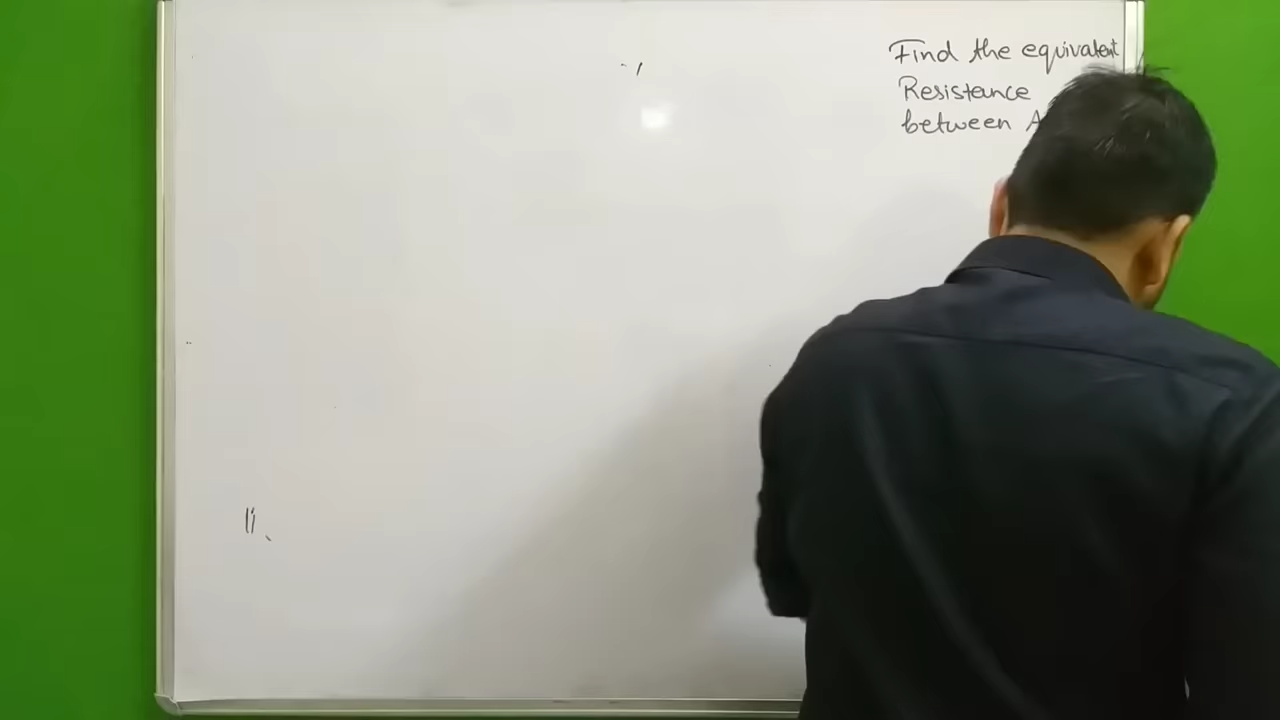 Find the equivalent
Resistance
between A